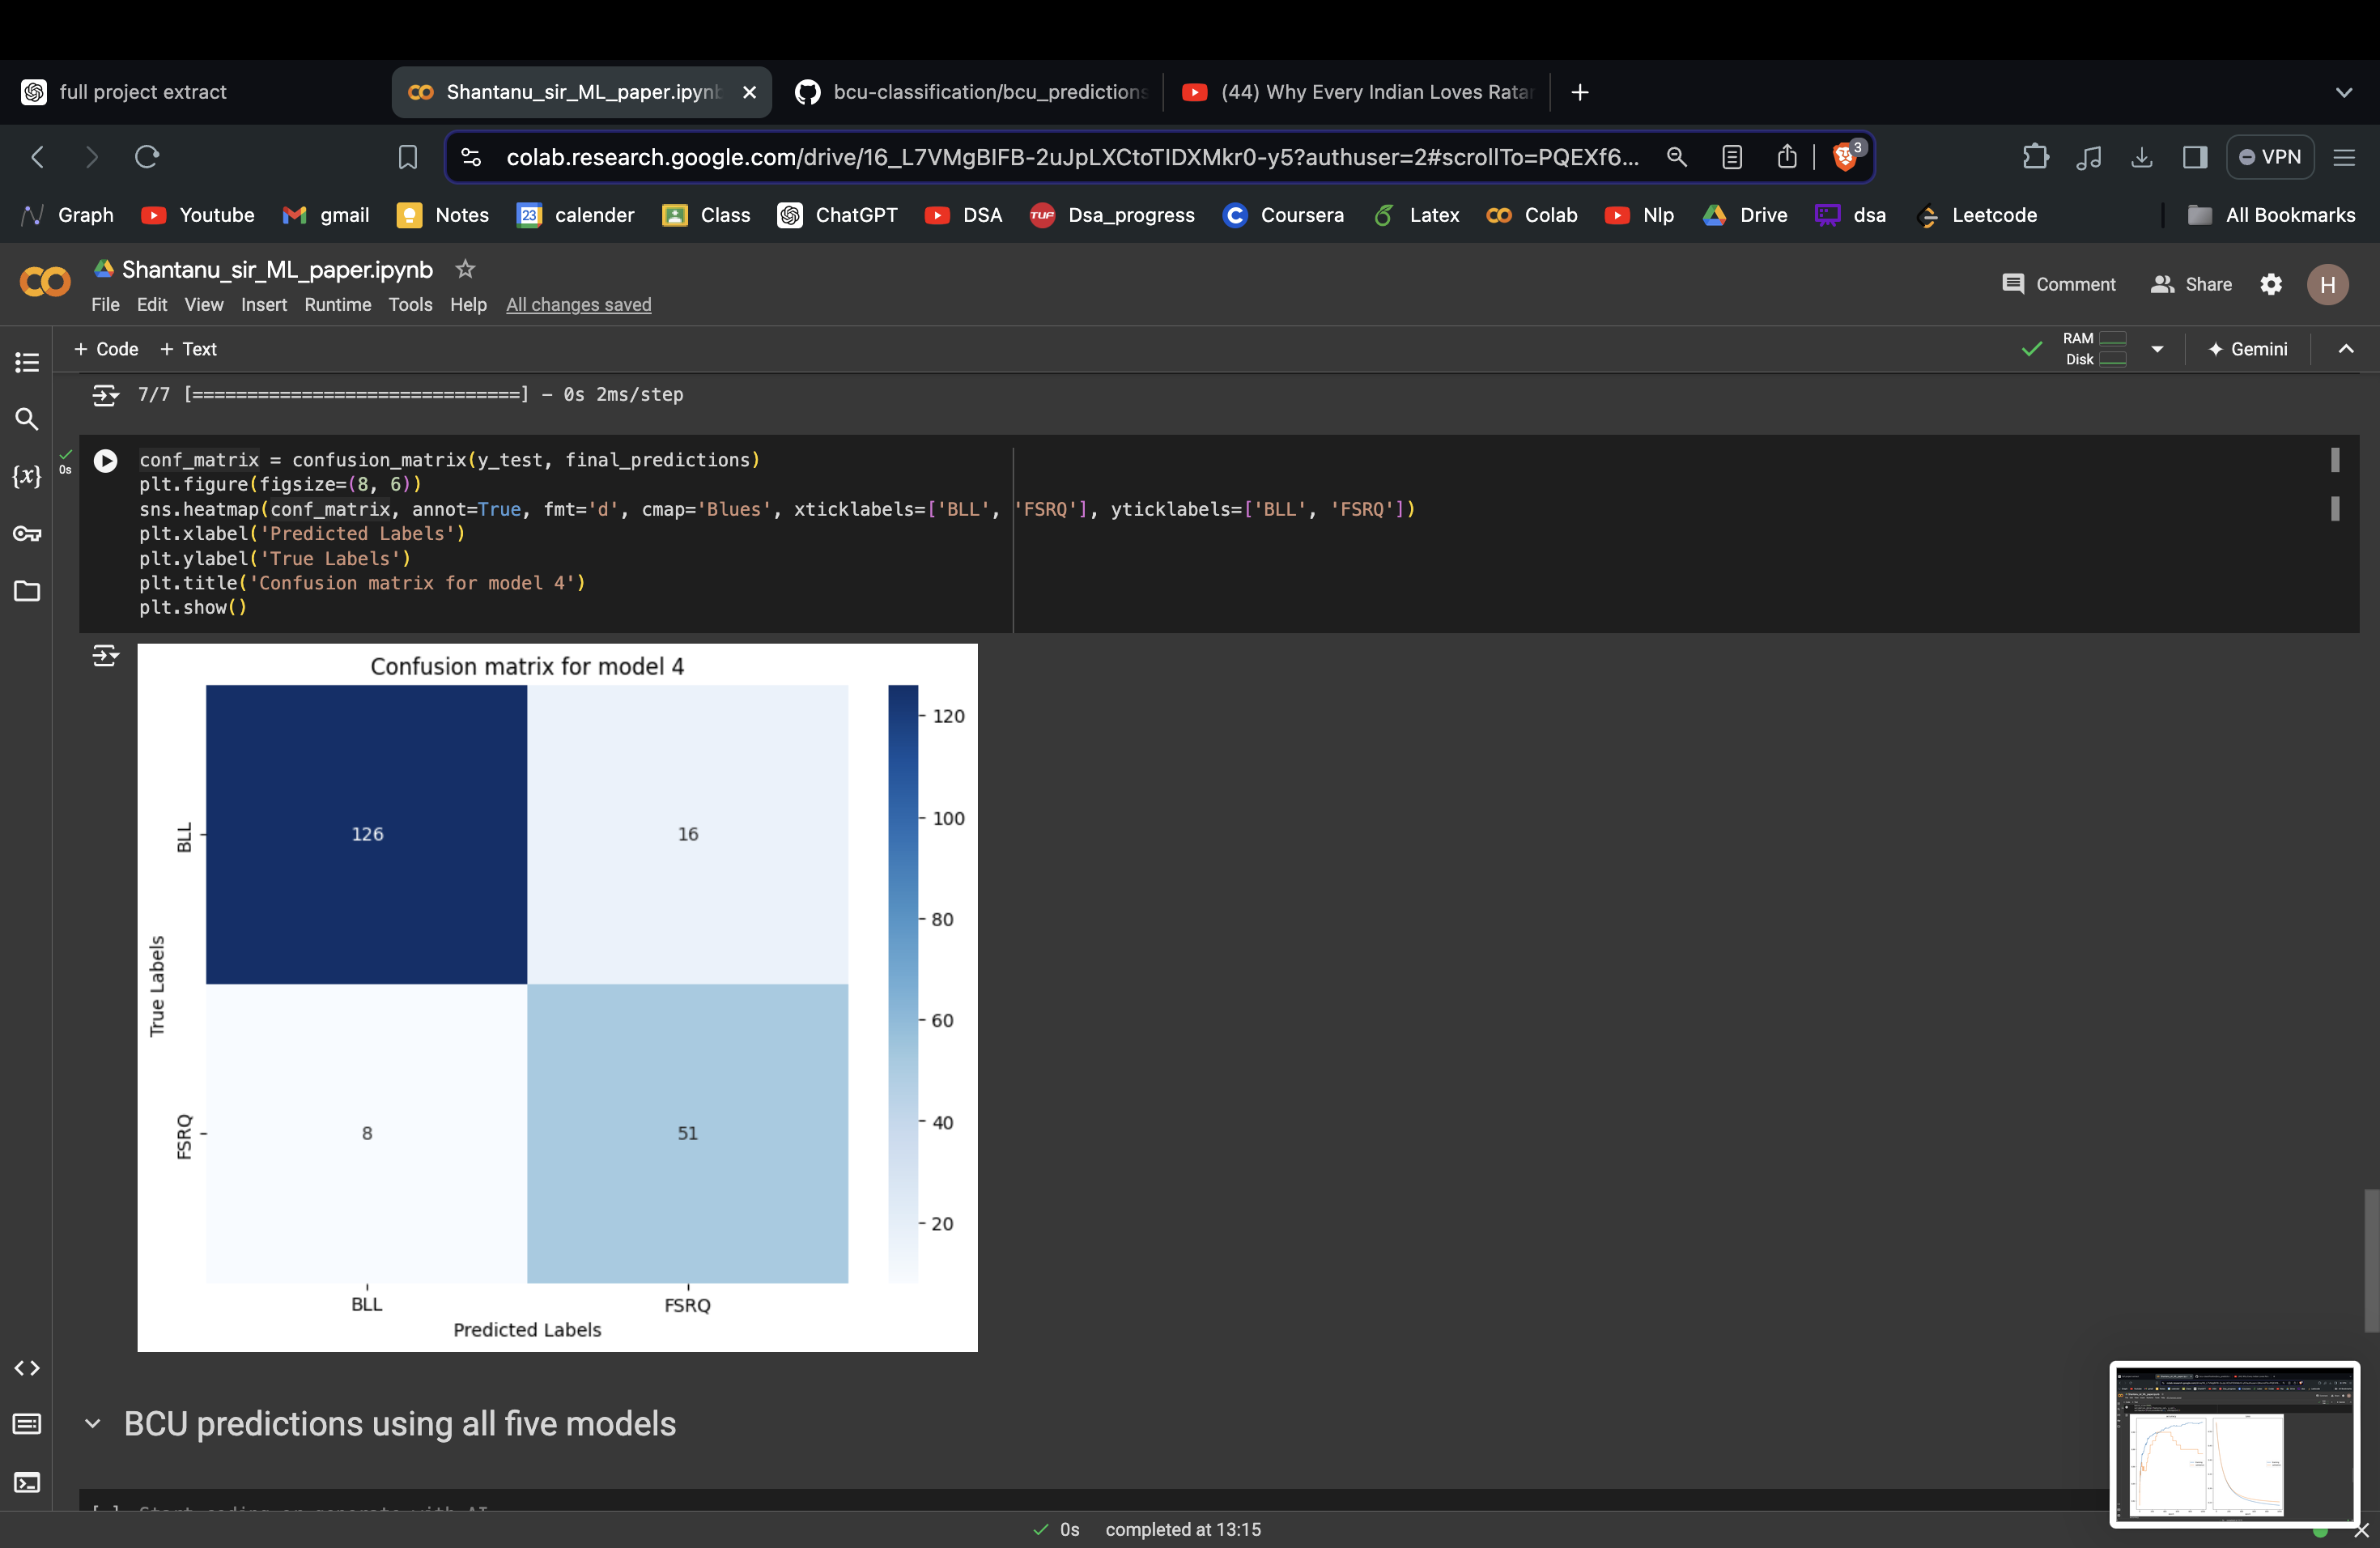 full project extract
Shantanu_sir_ML_paper.ipynb
bcu-classification/bcu_predictions
(44) Why Every Indian Loves Ratan
colab.research.google.com/drive/16_L7VMgBIFB-2uJpLXCtoTIDXMkr0-y5?authuser=2#scrollTo=PQEXf6...
3
VPN
Graph Youtube gmail Notes 23 calender Class ChatGPT DSA TUF Dsa_progress Coursera Latex Colab Nlp Drive dsa Leetcode All Bookmarks
Shantanu_sir_ML_paper.ipynb
Comment Share H
File Edit View Insert Runtime Tools Help All changes saved
+ Code + Text
RAM
Disk
Gemini
7/7 [==============================] - 0s 2ms/step
0s
conf_matrix = confusion_matrix(y_test, final_predictions)
plt.figure(figsize=(8, 6))
sns.heatmap(conf_matrix, annot=True, fmt='d', cmap='Blues', xticklabels=['BLL', 'FSRQ'], yticklabels=['BLL', 'FSRQ'])
plt.xlabel('Predicted Labels')
plt.ylabel('True Labels')
plt.title('Confusion matrix for model 4')
plt.show()
Confusion matrix for model 4
120
100
80
60
40
20
BLL
126 16
True Labels
FSRQ
8 51
BLL FSRQ
Predicted Labels
BCU predictions using all five models
0s completed at 13:15